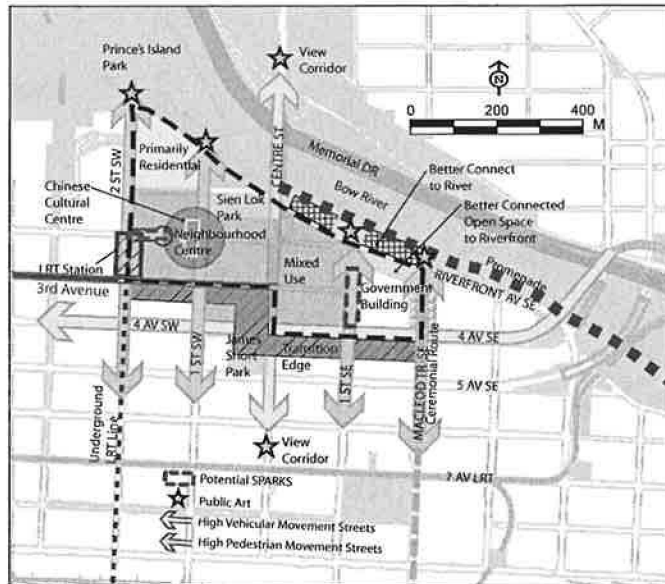 Prince's Island
Park
View
Corridor
N
0 200 400
M
Primarily
Residential
2 ST SW
CENTRE ST
Memorial DR
Bow River
Better Connect
to River
Chinese
Cultural
Centre
Sien Lok
Park
Better Connected
Open Space
to Riverfront
Neighbourhood
Centre
LRT Station
Mixed
Use
Government
Building
Promenade
RIVERFRONT AV SE
3rd Avenue
4 AV SW
1 ST SW
James
Short
Park
Transition
Edge
1 ST SE
MACLEOD TR SE
Ceremonial Route
4 AV SE
5 AV SE
Underground
LRT Line
View
Corridor
7 AV LRT
Potential SPARKS
Public Art
High Vehicular Movement Streets
High Pedestrian Movement Streets